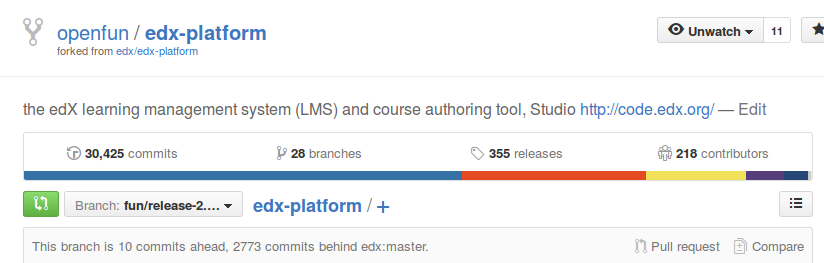 openfun / edx-platform
forked from edx/edx-platform
Unwatch 11
the edX learning management system (LMS) and course authoring tool, Studio http://code.edx.org/ — Edit
30,425 commits 28 branches 355 releases 218 contributors
Branch: fun/release-2.... edx-platform / +
This branch is 10 commits ahead, 2773 commits behind edx:master. Pull request Compare